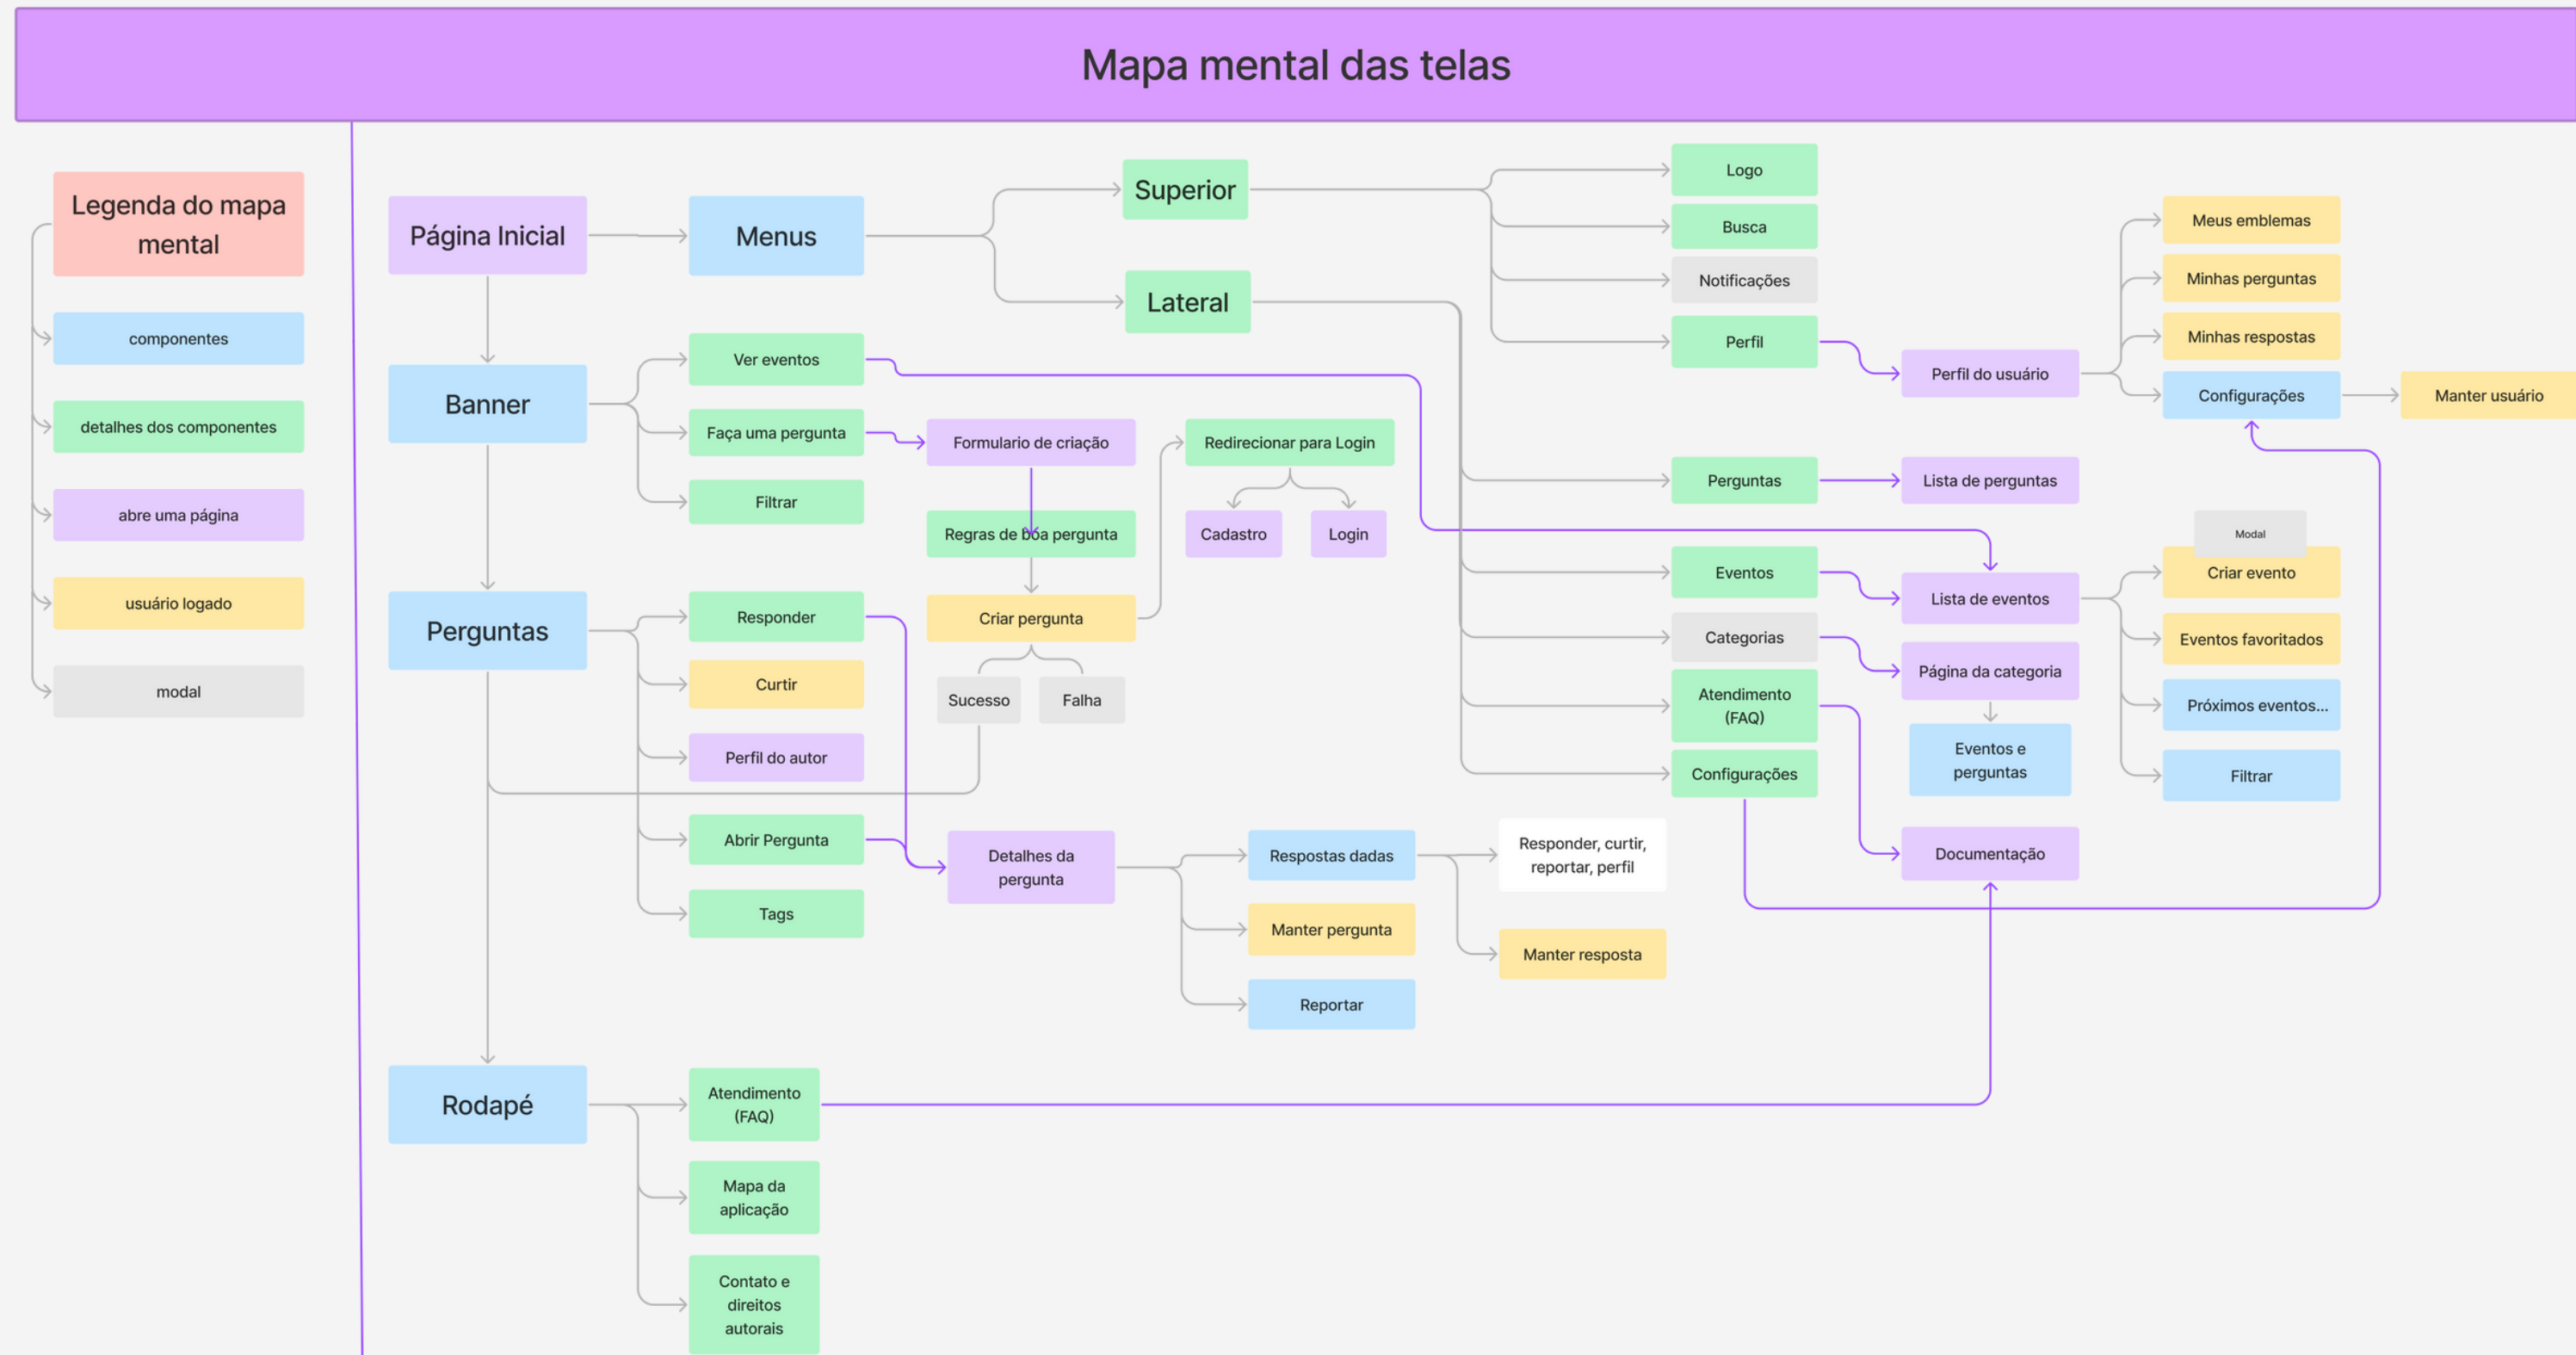 Mapa mental das telas
Legenda do mapa
mental
componentes
detalhes dos componentes
abre uma página
usuário logado
modal
Página Inicial
Menus
Superior
Lateral
Logo
Busca
Notificações
Perfil
Perfil do usuário
Meus emblemas
Minhas perguntas
Minhas respostas
Configurações
Manter usuário
Banner
Ver eventos
Faça uma pergunta
Filtrar
Formulario de criação
Regras de boa pergunta
Criar pergunta
Sucesso
Falha
Redirecionar para Login
Cadastro
Login
Perguntas
Lista de perguntas
Eventos
Lista de eventos
Modal
Criar evento
Eventos favoritados
Próximos eventos...
Filtrar
Categorias
Página da categoria
Eventos e
perguntas
Atendimento
(FAQ)
Configurações
Documentação
Perguntas
Responder
Curtir
Perfil do autor
Abrir Pergunta
Tags
Detalhes da
pergunta
Respostas dadas
Manter pergunta
Reportar
Responder, curtir,
reportar, perfil
Manter resposta
Rodapé
Atendimento
(FAQ)
Mapa da
aplicação
Contato e
direitos
autorais